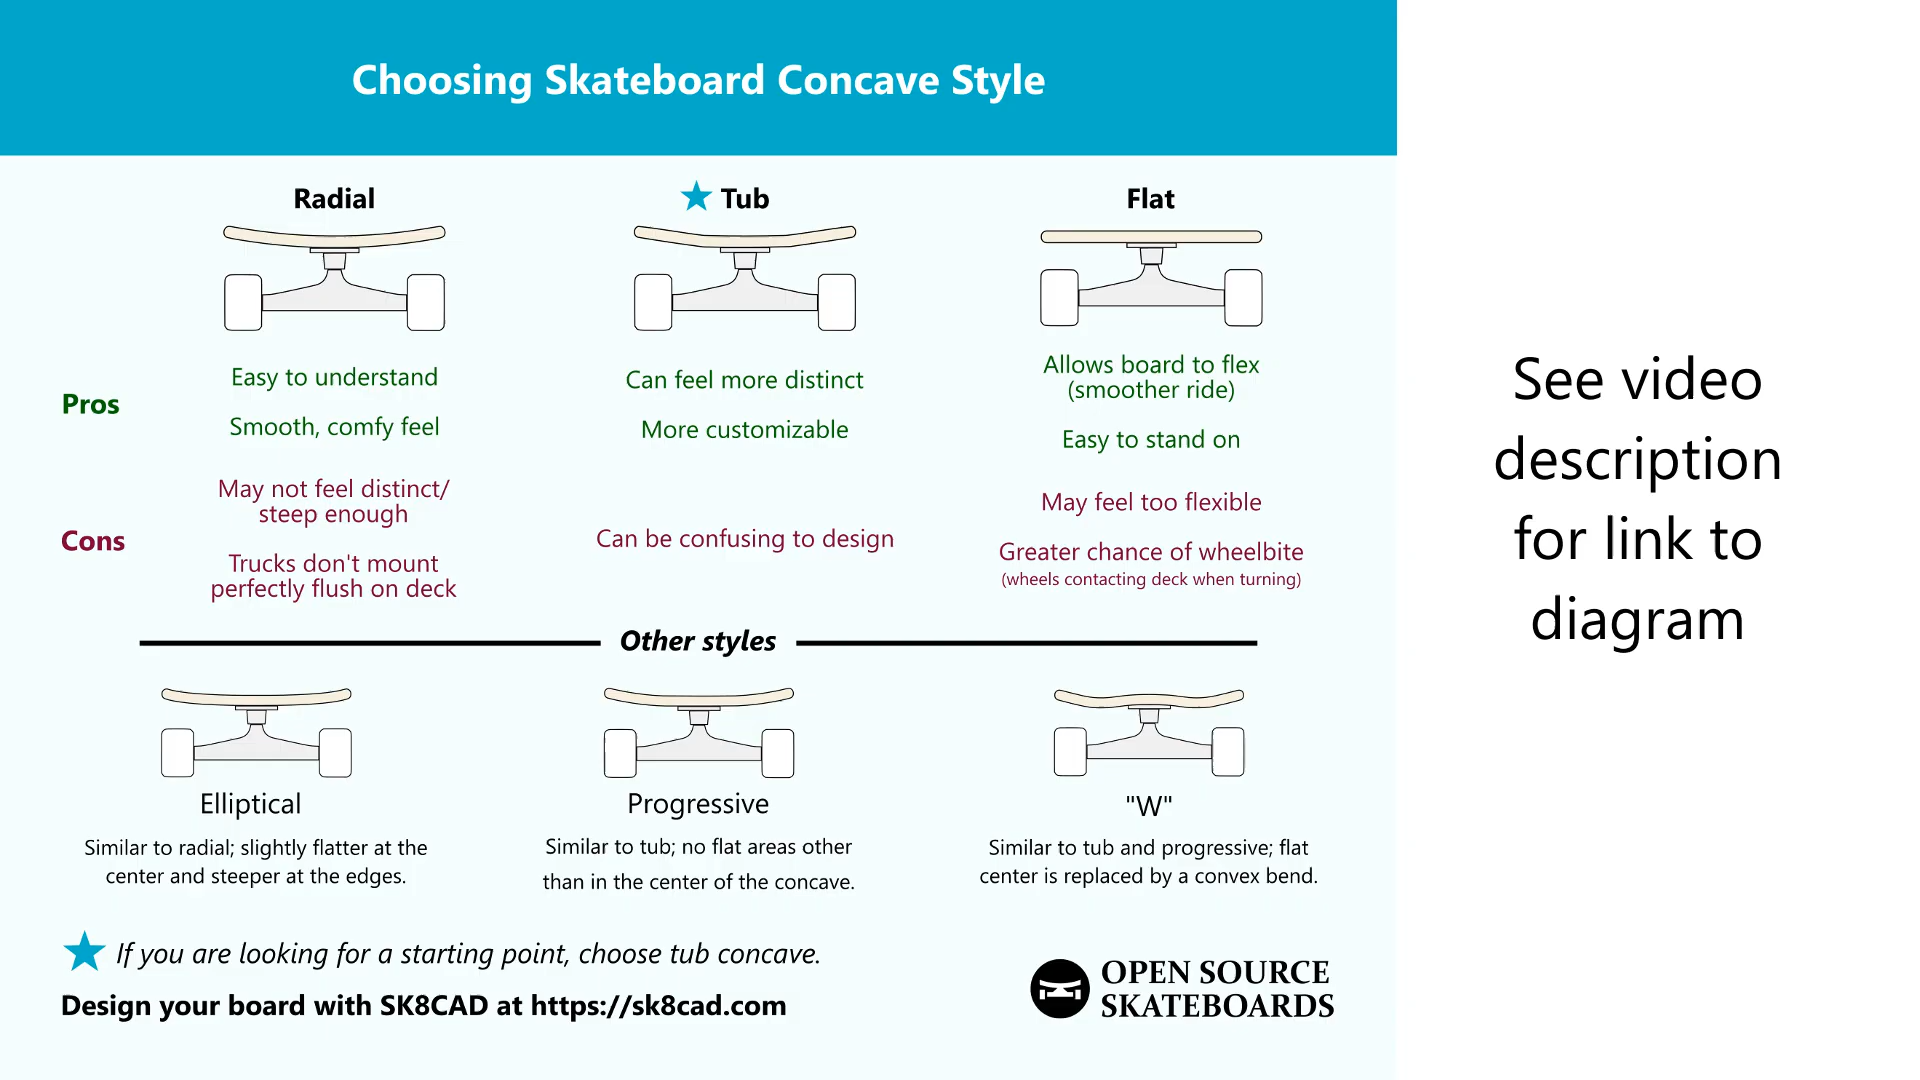 Choosing Skateboard Concave Style
Radial
Tub
Flat
Pros
Easy to understand
Smooth, comfy feel
Can feel more distinct
More customizable
Allows board to flex
(smoother ride)
Easy to stand on
Cons
May not feel distinct/
steep enough
Trucks don't mount
perfectly flush on deck
Can be confusing to design
May feel too flexible
Greater chance of wheelbite
(wheels contacting deck when turning)
Other styles
Elliptical
Similar to radial; slightly flatter at the
center and steeper at the edges.
Progressive
Similar to tub; no flat areas other
than in the center of the concave.
"W"
Similar to tub and progressive; flat
center is replaced by a convex bend.
If you are looking for a starting point, choose tub concave.
Design your board with SK8CAD at https://sk8cad.com
OPEN SOURCE
SKATEBOARDS
See video
description
for link to
diagram